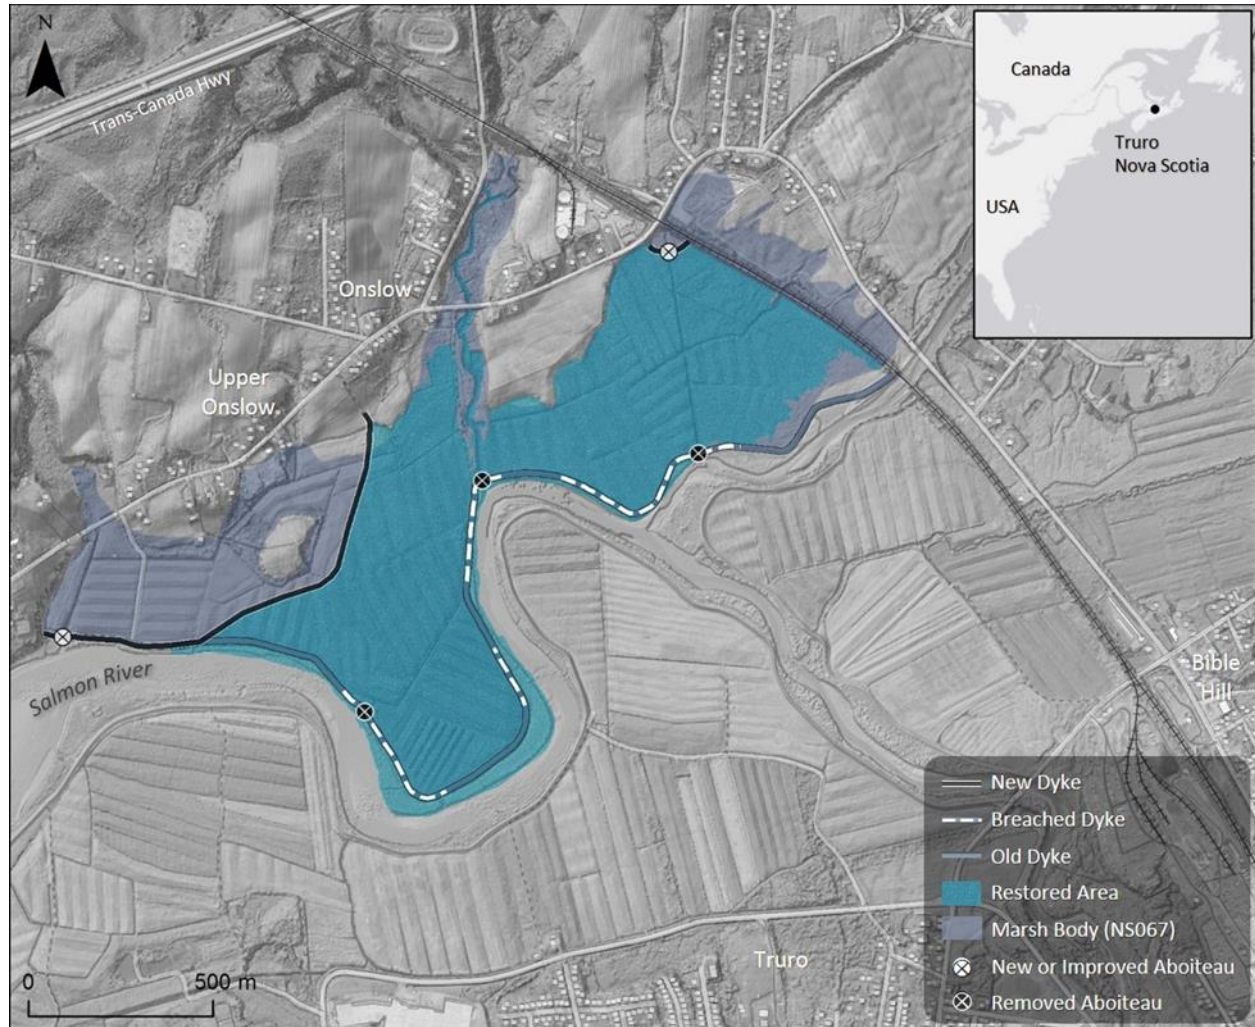 N
Trans-Canada Hwy
Canada
Truro
Nova Scotia
USA
Onslow
Upper
Onslow
Salmon River
Bible
Hill
Truro
0
500 m
New Dyke
Breached Dyke
Old Dyke
Restored Area
Marsh Body (NS067)
New or Improved Aboiteau
Removed Aboiteau